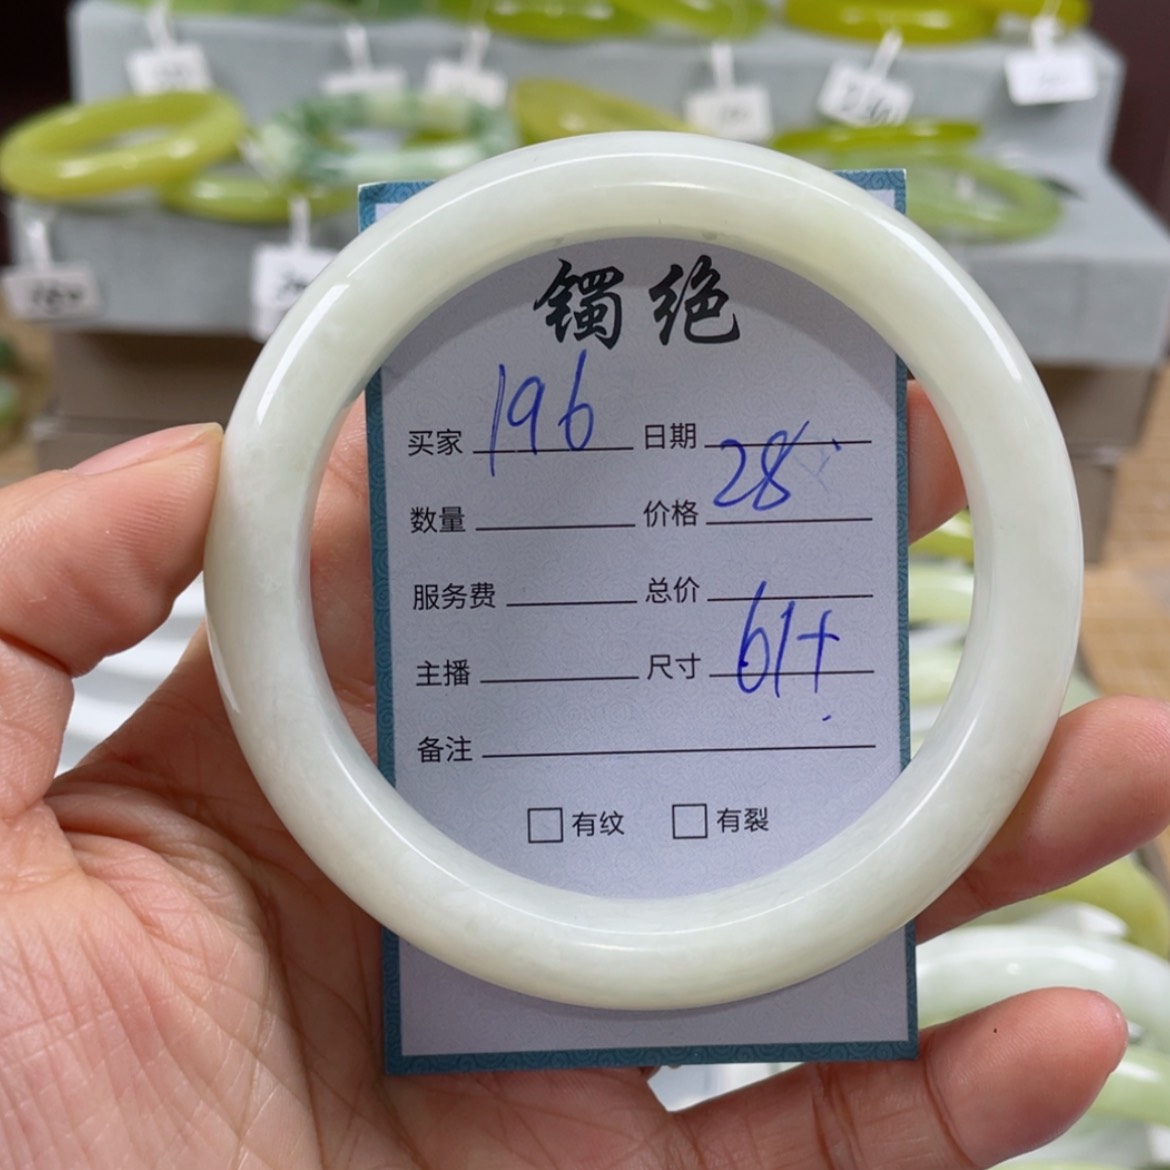 镯绝
买家 196 日期
数量 价格 28
服务费 总价
主播 尺寸 61+
备注
□ 有纹 □ 有裂